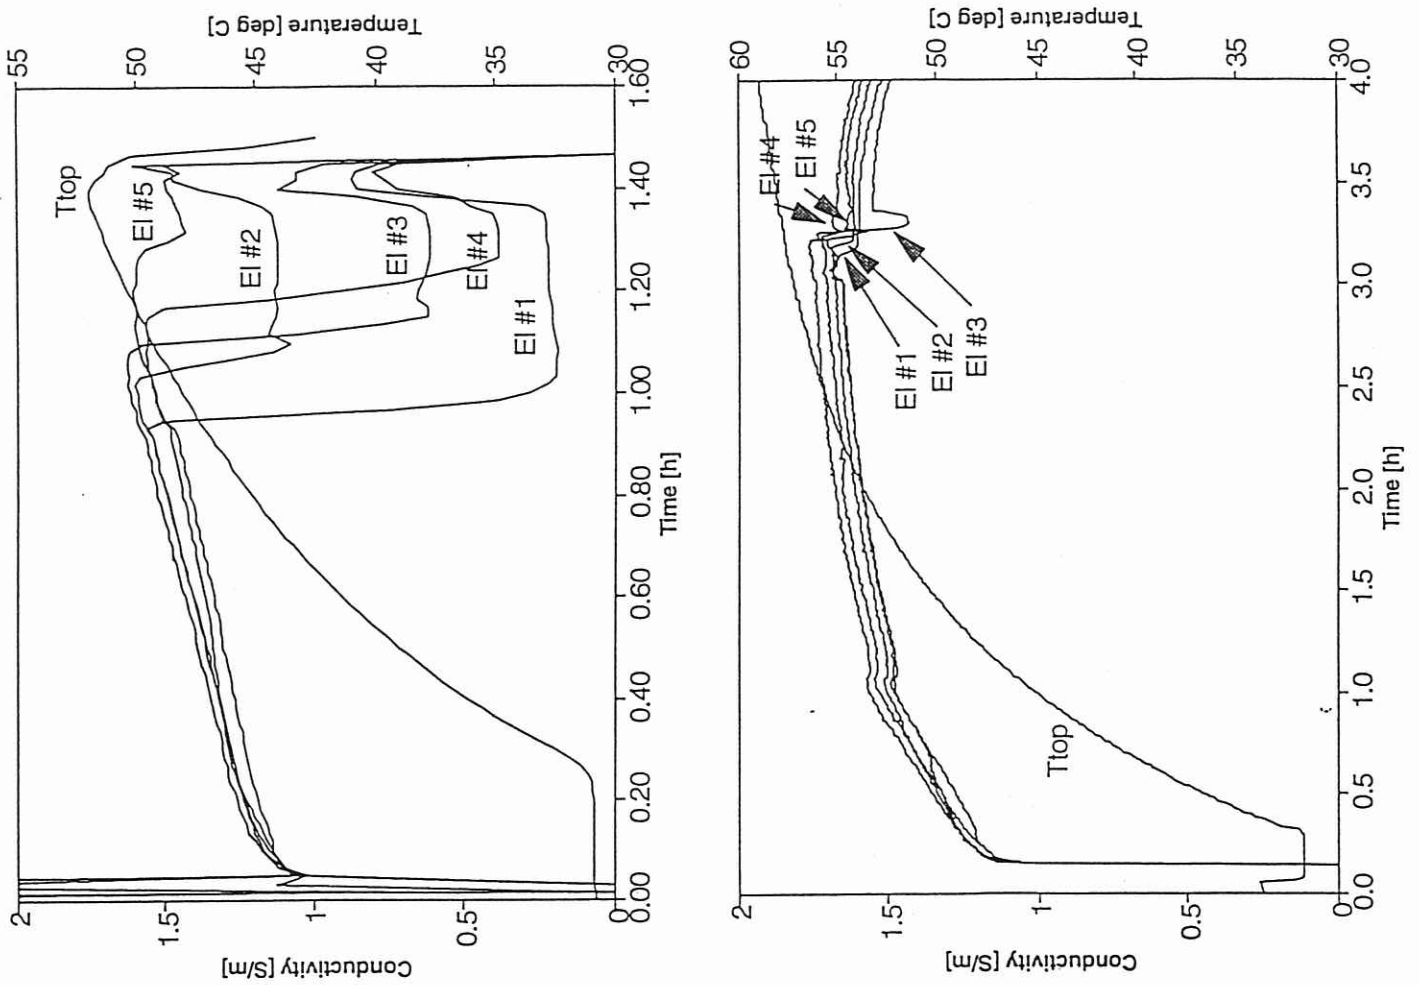 Temperature [deg C]
55
50
45
40
35
30
Ttop
El #5
El #2
El #3
El #4
El #1
0.00
0.20
0.40
0.60
0.80
1.00
1.20
1.40
1.60
Time [h]
2
1.5
1
0.5
0
Conductivity [S/m]
Temperature [deg C]
60
55
50
45
40
35
30
El #4
El #5
El #1
El #2
El #3
Ttop
0.0
0.5
1.0
1.5
2.0
2.5
3.0
3.5
4.0
Time [h]
2
1.5
1
0.5
0
Conductivity [S/m]